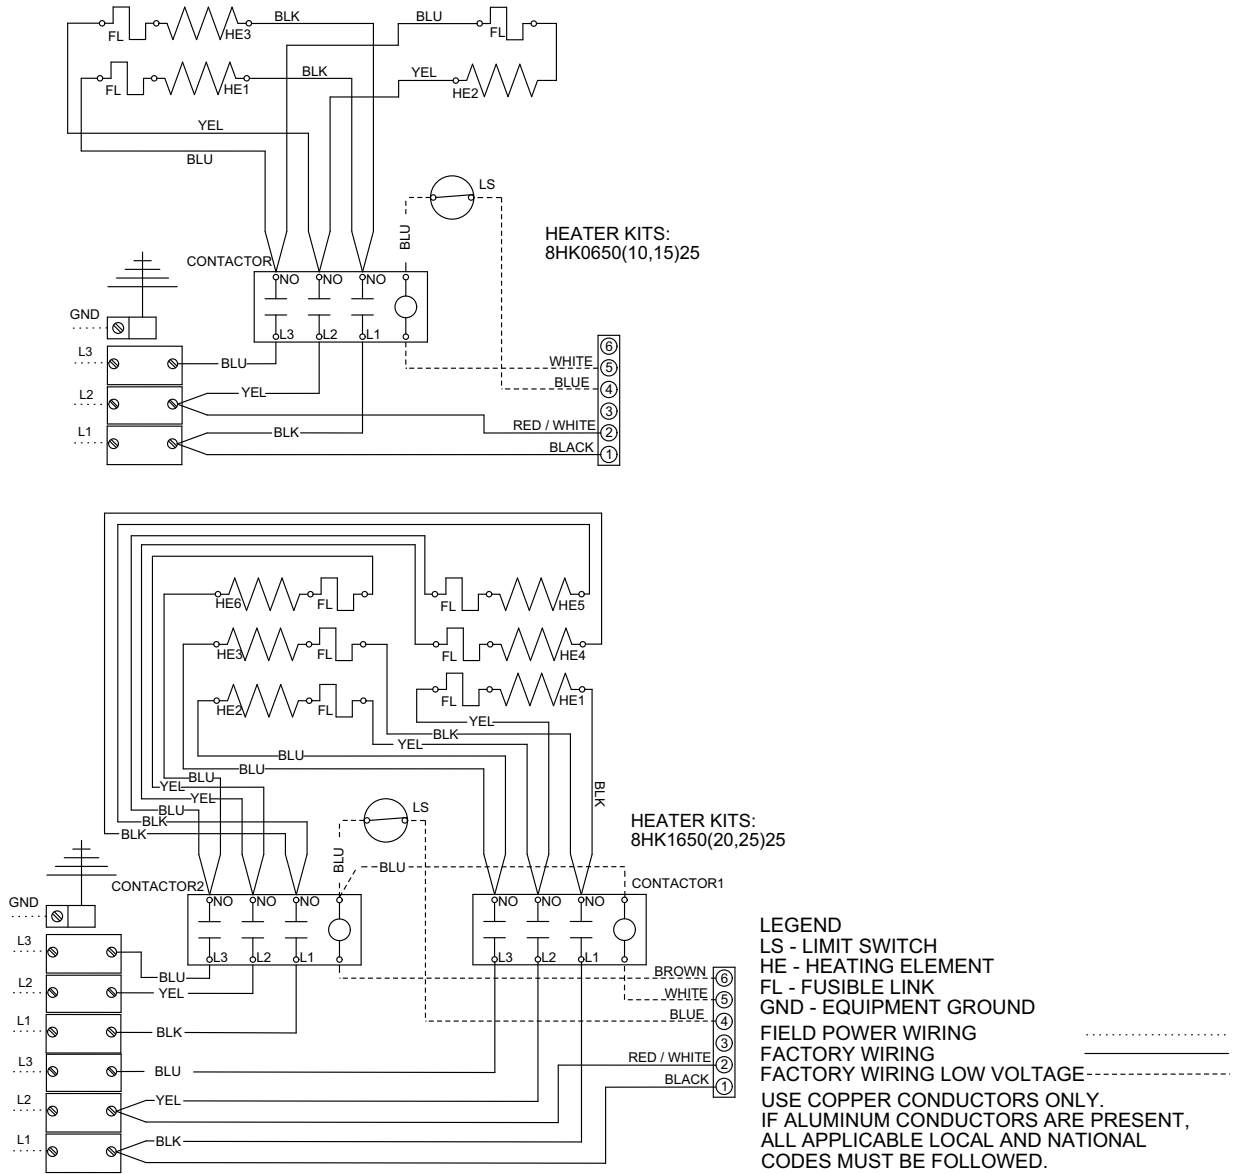 BLK
BLU
FL
HE3
FL
BLK
YEL
FL
HE1
HE2
YEL
BLU
LS
BLU
HEATER KITS:
8HK0650(10,15)25
CONTACTOR
NO
NO
NO
GND
L3
L2
L1
L3
BLU
WHITE
BLUE
L2
YEL
RED / WHITE
L1
BLK
BLACK
6
5
4
3
2
1
HE6
FL
FL
HE5
HE3
FL
FL
HE4
HE2
FL
FL
HE1
YEL
BLK
YEL
BLU
BLU
BLU
YEL
YEL
BLU
BLK
BLK
BLK
LS
BLU
BLU
HEATER KITS:
8HK1650(20,25)25
CONTACTOR2
CONTACTOR1
NO
NO
NO
NO
NO
NO
GND
L3
L2
L1
L3
L2
L1
L3
BLU
L2
YEL
L1
BLK
L3
BLU
L2
YEL
L1
BLK
BROWN
WHITE
BLUE
RED / WHITE
BLACK
6
5
4
3
2
1
LEGEND
LS - LIMIT SWITCH
HE - HEATING ELEMENT
FL - FUSIBLE LINK
GND - EQUIPMENT GROUND
FIELD POWER WIRING
FACTORY WIRING
FACTORY WIRING LOW VOLTAGE
USE COPPER CONDUCTORS ONLY.
IF ALUMINUM CONDUCTORS ARE PRESENT,
ALL APPLICABLE LOCAL AND NATIONAL
CODES MUST BE FOLLOWED.